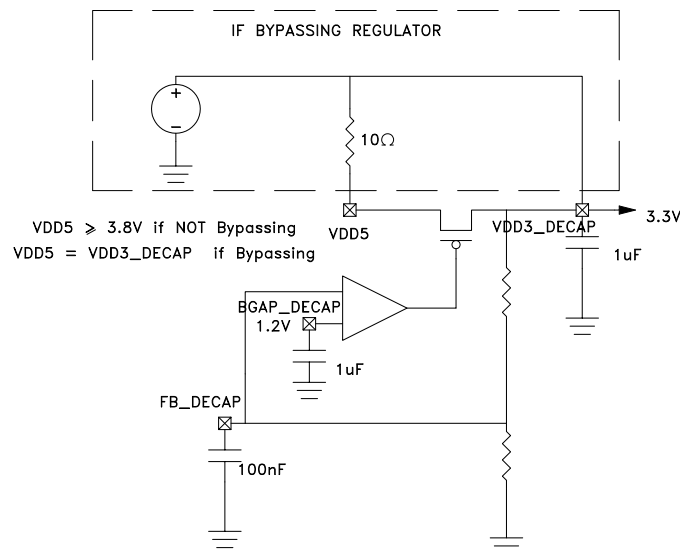 IF BYPASSING REGULATOR
+
−
10Ω
VDD5 ⩾ 3.8V if NOT Bypassing
VDD5 = VDD3_DECAP if Bypassing
VDD5
VDD3_DECAP
3.3V
1uF
BGAP_DECAP
1.2V
1uF
FB_DECAP
100nF